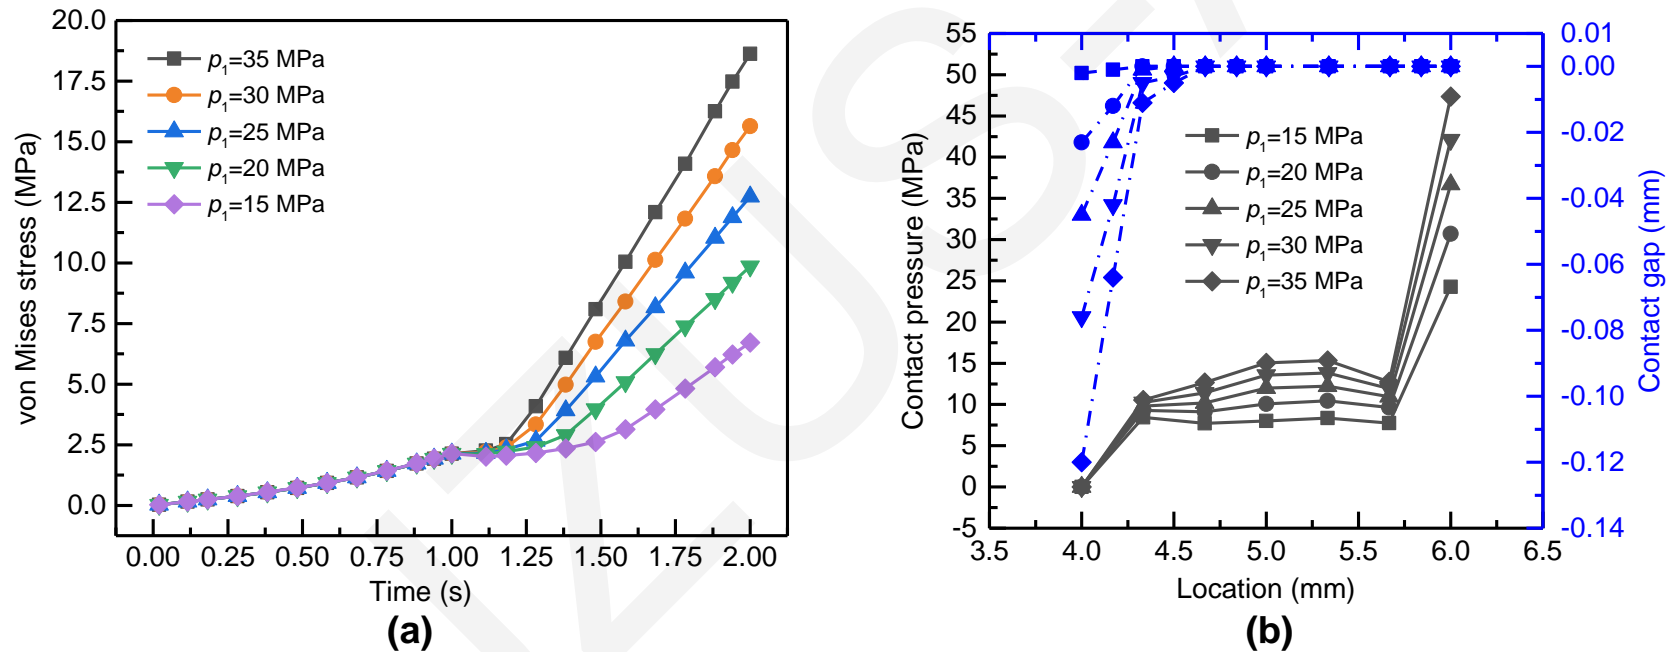 20.0
17.5
15.0
12.5
10.0
7.5
5.0
2.5
0.0
von Mises stress (MPa)
p1=35 MPa
p1=30 MPa
p1=25 MPa
p1=20 MPa
p1=15 MPa
0.00 0.25 0.50 0.75 1.00 1.25 1.50 1.75 2.00
Time (s)
(a)
55
50
45
40
35
30
25
20
15
10
5
0
-5
Contact pressure (MPa)
p1=15 MPa
p1=20 MPa
p1=25 MPa
p1=30 MPa
p1=35 MPa
0.01
0.00
-0.02
-0.04
-0.06
-0.08
-0.10
-0.12
-0.14
Contact gap (mm)
3.5 4.0 4.5 5.0 5.5 6.0 6.5
Location (mm)
(b)